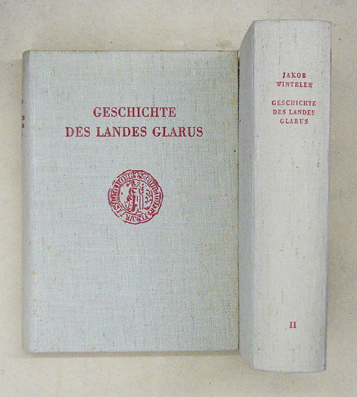 GESCHICHTE
DES LANDES GLARUS
JAKOB
WINTELER
GESCHICHTE
DES LANDES
GLARUS
II